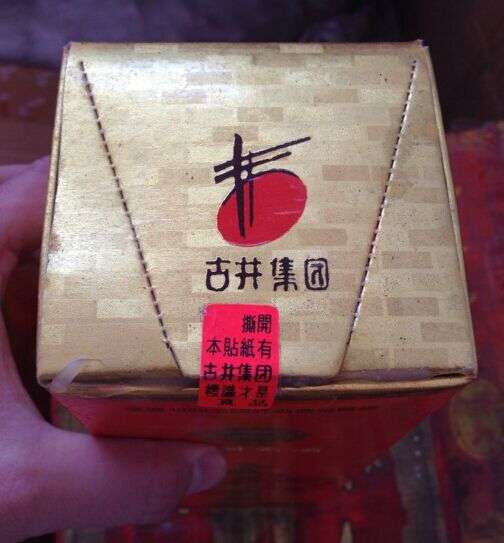 古井集团
撕開
本貼紙有
古井集团
標識才是
真品